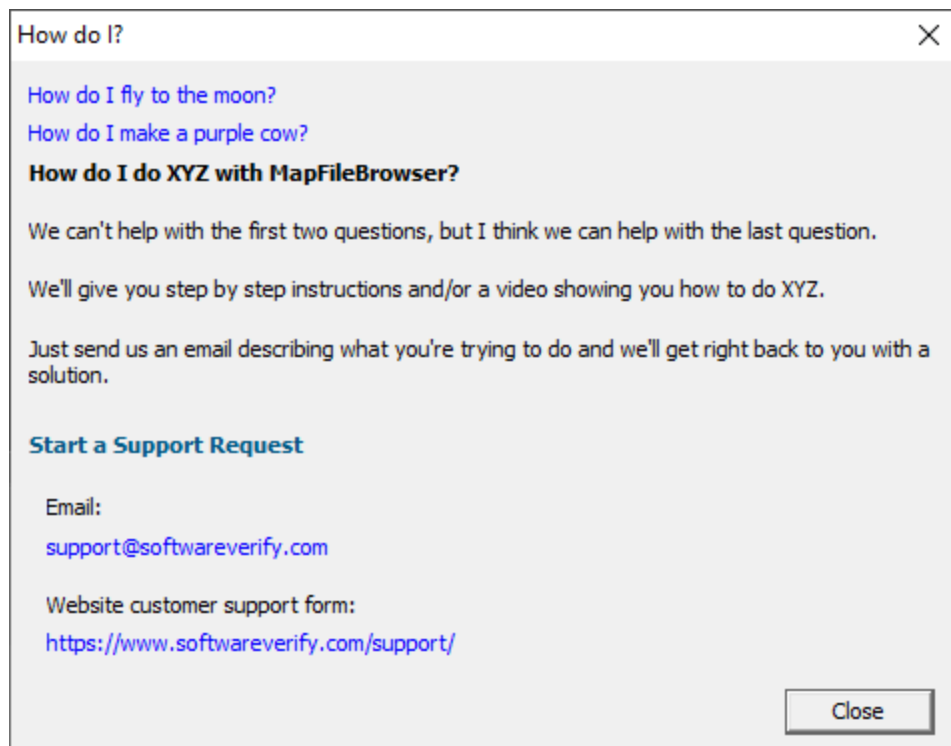 How do I?
How do I fly to the moon?
How do I make a purple cow?
How do I do XYZ with MapFileBrowser?
We can't help with the first two questions, but I think we can help with the last question.
We'll give you step by step instructions and/or a video showing you how to do XYZ.
Just send us an email describing what you're trying to do and we'll get right back to you with a
solution.
Start a Support Request
Email:
support@softwareverify.com
Website customer support form:
https://www.softwareverify.com/support/
Close